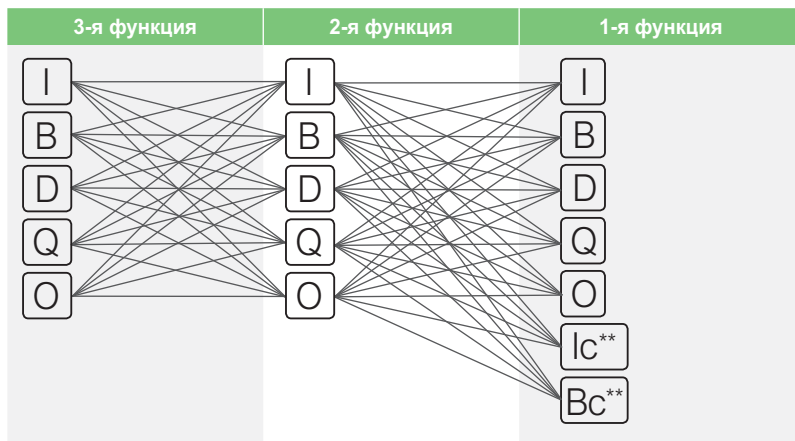 3-я функция 2-я функция 1-я функция
I I I
B B B
D D D
Q Q Q
O O O
Ic**
Bc**